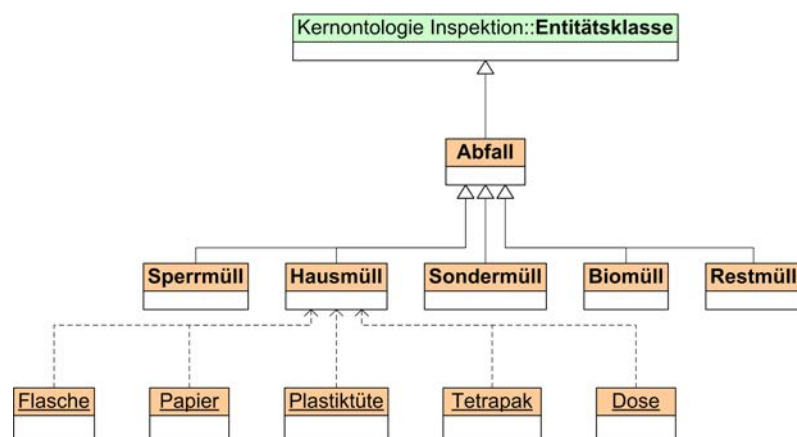 Kernontologie Inspektion::Entitätsklasse
Abfall
Sperrmüll
Hausmüll
Sondermüll
Biomüll
Restmüll
Flasche
Papier
Plastiktüte
Tetrapak
Dose